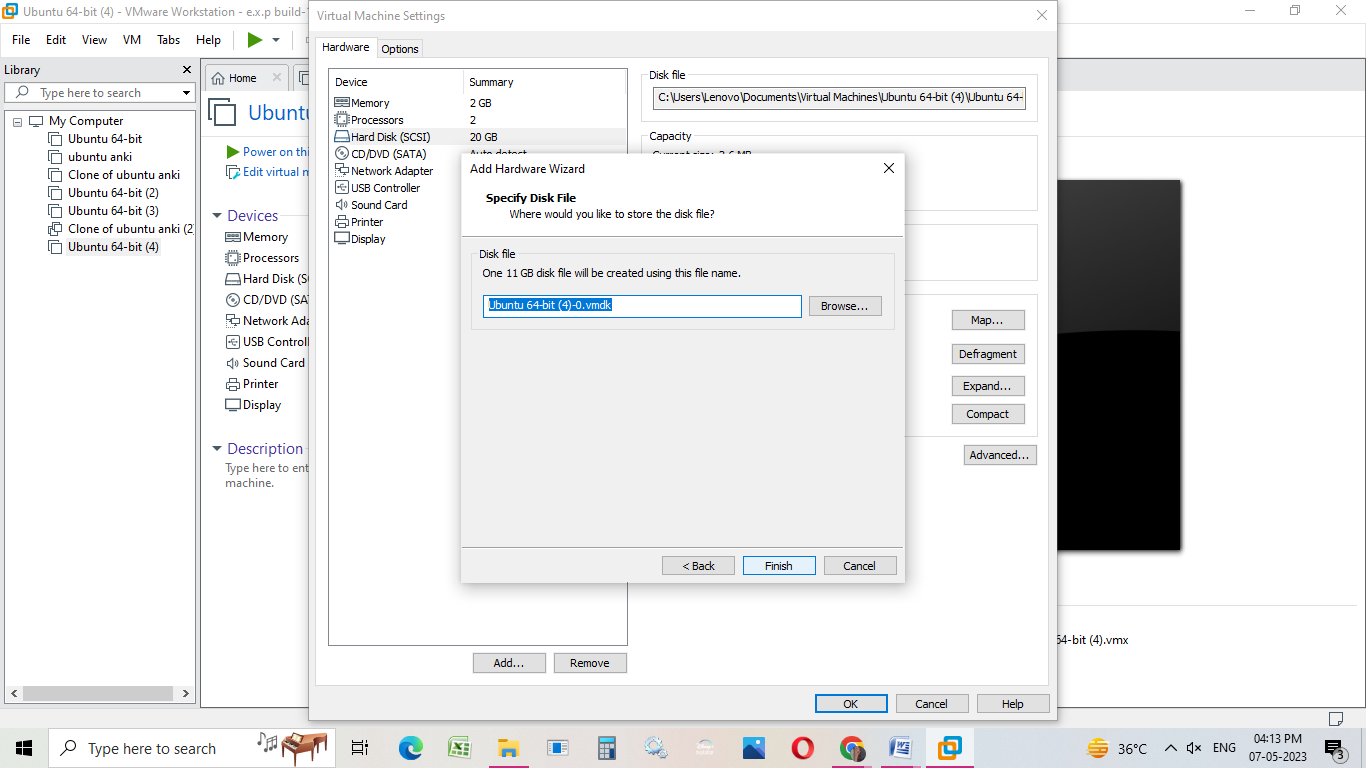 Ubuntu 64-bit (4) - VMware Workstation - e.x.p build-
File Edit View VM Tabs Help
Library
Type here to search
My Computer
Ubuntu 64-bit
ubuntu anki
Clone of ubuntu anki
Ubuntu 64-bit (2)
Ubuntu 64-bit (3)
Clone of ubuntu anki (2)
Ubuntu 64-bit (4)
Home
Ubuntu
Power on this
Edit virtual m
Devices
Memory
Processors
Hard Disk (SC
CD/DVD (SA
Network Ada
USB Controll
Sound Card
Printer
Display
Description
Type here to ent
machine.
Virtual Machine Settings
Hardware Options
Device Summary
Memory 2 GB
Processors 2
Hard Disk (SCSI) 20 GB
CD/DVD (SATA) Auto detect
Network Adapter
USB Controller
Sound Card
Printer
Display
Add... Remove
Disk file
C:\Users\Lenovo\Documents\Virtual Machines\Ubuntu 64-bit (4)\Ubuntu 64-
Capacity
Current size: 2.6 MB
Map...
Defragment
Expand...
Compact
Advanced...
OK Cancel Help
Add Hardware Wizard
Specify Disk File
Where would you like to store the disk file?
Disk file
One 11 GB disk file will be created using this file name.
Ubuntu 64-bit (4)-0.vmdk
Browse...
< Back Finish Cancel
64-bit (4).vmx
Type here to search
36°C
ENG
04:13 PM
07-05-2023
3